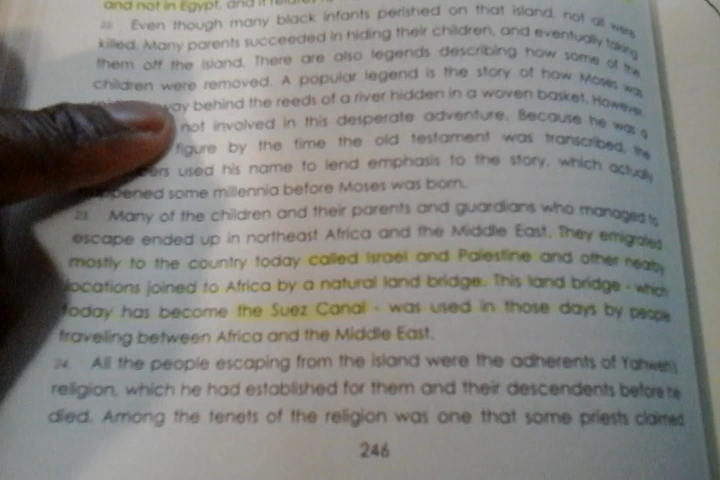 and not in Egypt, and it relates to
22. Even though many black infants perished on that island, not all were
killed. Many parents succeeded in hiding their children, and eventually taking
them off the island. There are also legends describing how some of the
children were removed. A popular legend is the story of how Moses was
way behind the reeds of a river hidden in a woven basket. However,
not involved in this desperate adventure. Because he was a
figure by the time the old testament was transcribed, the
used his name to lend emphasis to the story, which actually
happened some millennia before Moses was born.
23. Many of the children and their parents and guardians who managed to
escape ended up in northeast Africa and the Middle East. They emigrated
mostly to the country today called Israel and Palestine and other nearby
locations joined to Africa by a natural land bridge. This land bridge - which
today has become the Suez Canal - was used in those days by people
traveling between Africa and the Middle East.
24. All the people escaping from the island were the adherents of Yahweh's
religion, which he had established for them and their descendents before he
died. Among the tenets of the religion was one that some priests claimed
246